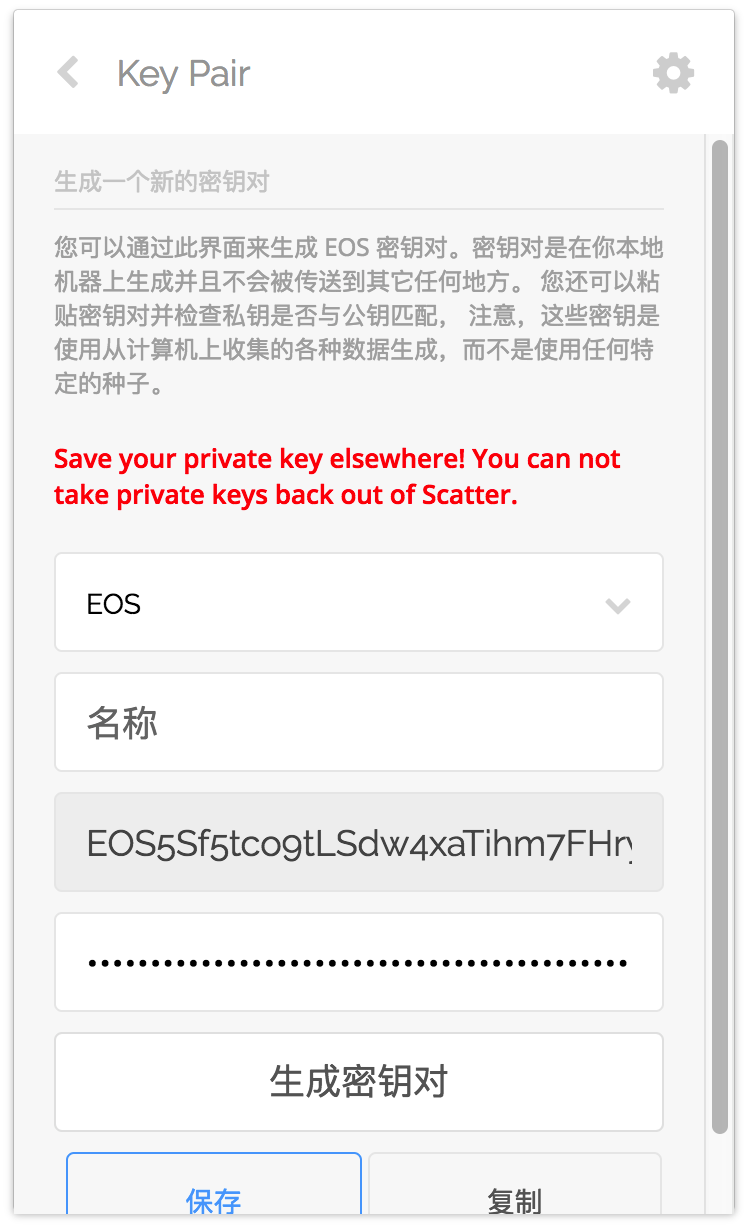 Key Pair
生成一个新的密钥对
您可以通过此界面来生成 EOS 密钥对。密钥对是在你本地
机器上生成并且不会被传送到其它任何地方。 您还可以粘
贴密钥对并检查私钥是否与公钥匹配， 注意，这些密钥是
使用从计算机上收集的各种数据生成，而不是使用任何特
定的种子。
Save your private key elsewhere! You can not
take private keys back out of Scatter.
EOS
名称
EOS5Sf5tco9tLSdw4xaTihm7FHry
生成密钥对
保存 复制